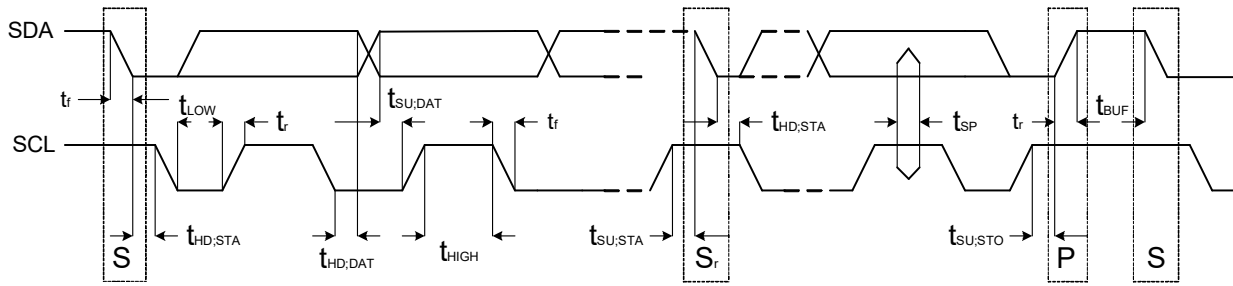 SDA
tf
tLOW
tr
tSU;DAT
tf
tHD;STA
tSP
tr
tBUF
SCL
tHD;STA
tHD;DAT
tHIGH
tSU;STA
tSU;STO
S
Sr
P
S